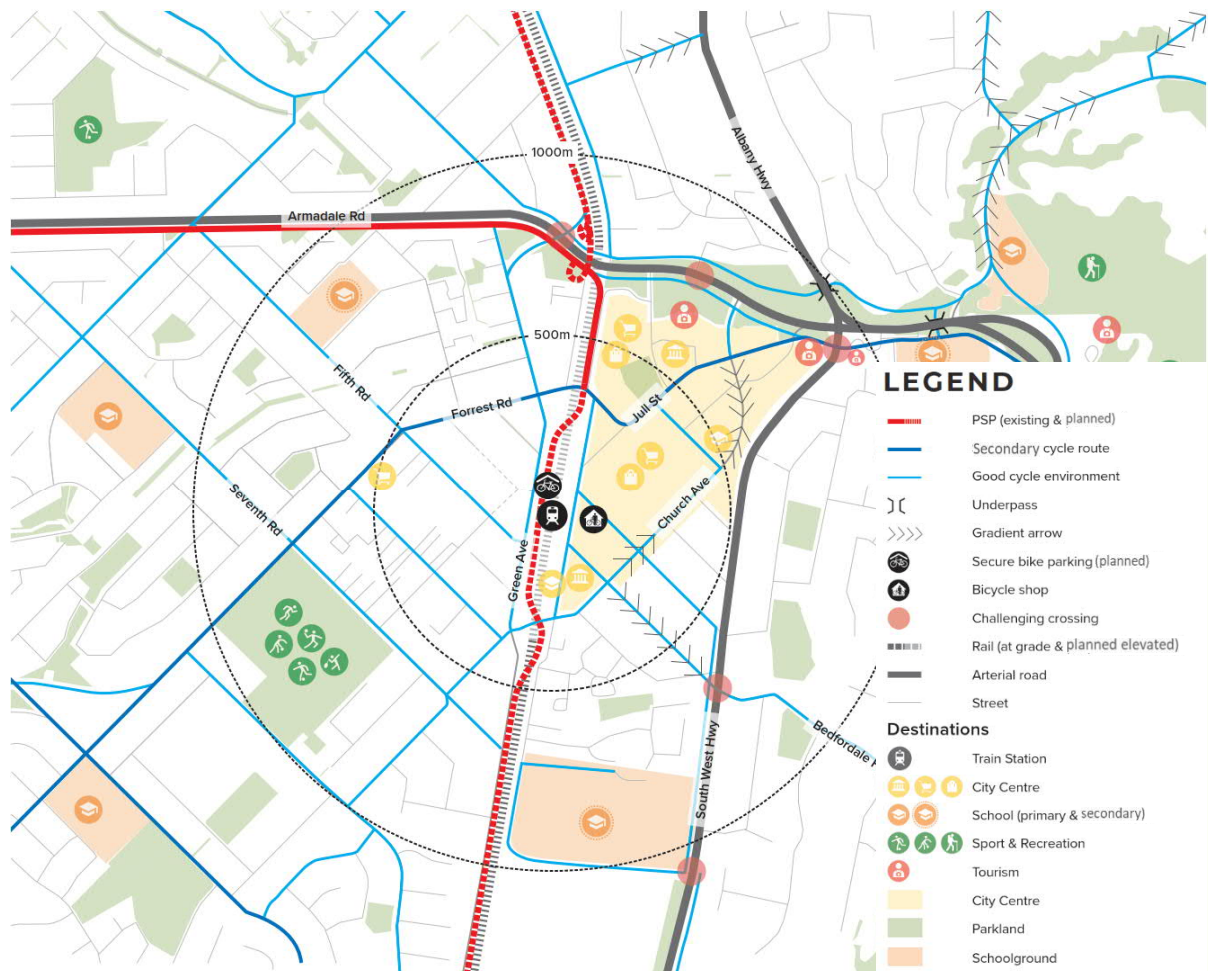 1000m
Albany Hwy
Armadale Rd
500m
Fifth Rd
Forrest Rd
Jull St
Seventh Rd
Church Ave
Green Ave
South West Hwy
Bedfordale
LEGEND
PSP (existing & planned)
Secondary cycle route
Good cycle environment
Underpass
Gradient arrow
Secure bike parking (planned)
Bicycle shop
Challenging crossing
Rail (at grade & planned elevated)
Arterial road
Street
Destinations
Train Station
City Centre
School (primary & secondary)
Sport & Recreation
Tourism
City Centre
Parkland
Schoolground